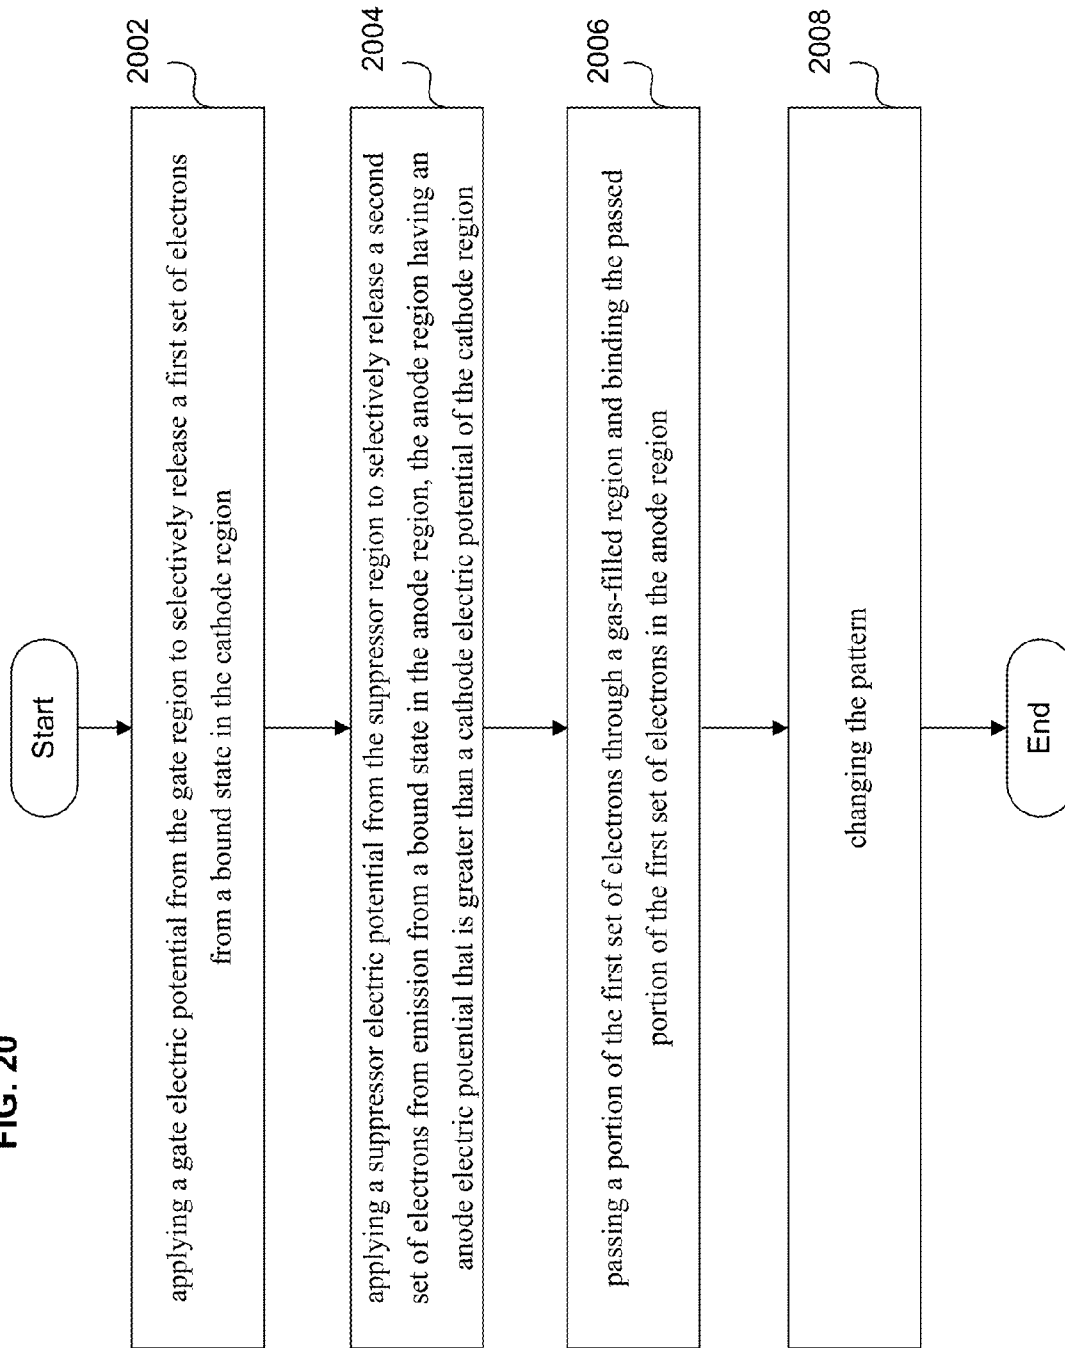 Start
2002
applying a gate electric potential from the gate region to selectively release a first set of electrons
from a bound state in the cathode region
2004
applying a suppressor electric potential from the suppressor region to selectively release a second
set of electrons from emission from a bound state in the anode region, the anode region having an
anode electric potential that is greater than a cathode electric potential of the cathode region
2006
passing a portion of the first set of electrons through a gas-filled region and binding the passed
portion of the first set of electrons in the anode region
2008
changing the pattern
End
FIG. 20